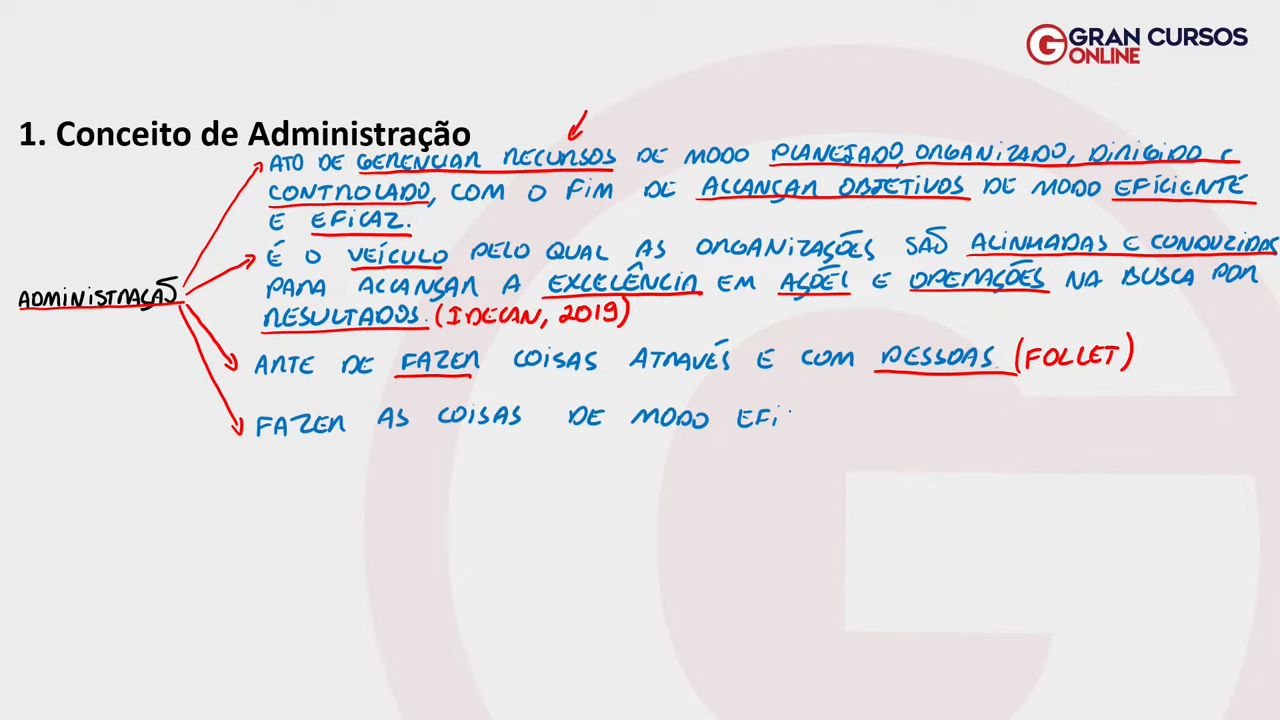 GRAN CURSOS
ONLINE
1. Conceito de Administração
ATO DE GERENCIAR RECURSOS DE MODO PLANEJADO, ORGANIZADO, DIRIGIDO E
CONTROLADO, COM O FIM DE ALCANÇAR OBJETIVOS DE MODO EFICIENTE
E EFICAZ.
É O VEÍCULO PELO QUAL AS ORGANIZAÇÕES SÃO ALINHADAS E CONDUZIDAS
ADMINISTRAÇÃO
PARA ALCANÇAR A EXCELÊNCIA EM AÇÕES E OPERAÇÕES NA BUSCA POR
RESULTADOS. (IDECAN, 2019)
ARTE DE FAZER COISAS ATRAVÉS E COM PESSOAS. (FOLLET)
FAZER AS COISAS DE MODO EFI